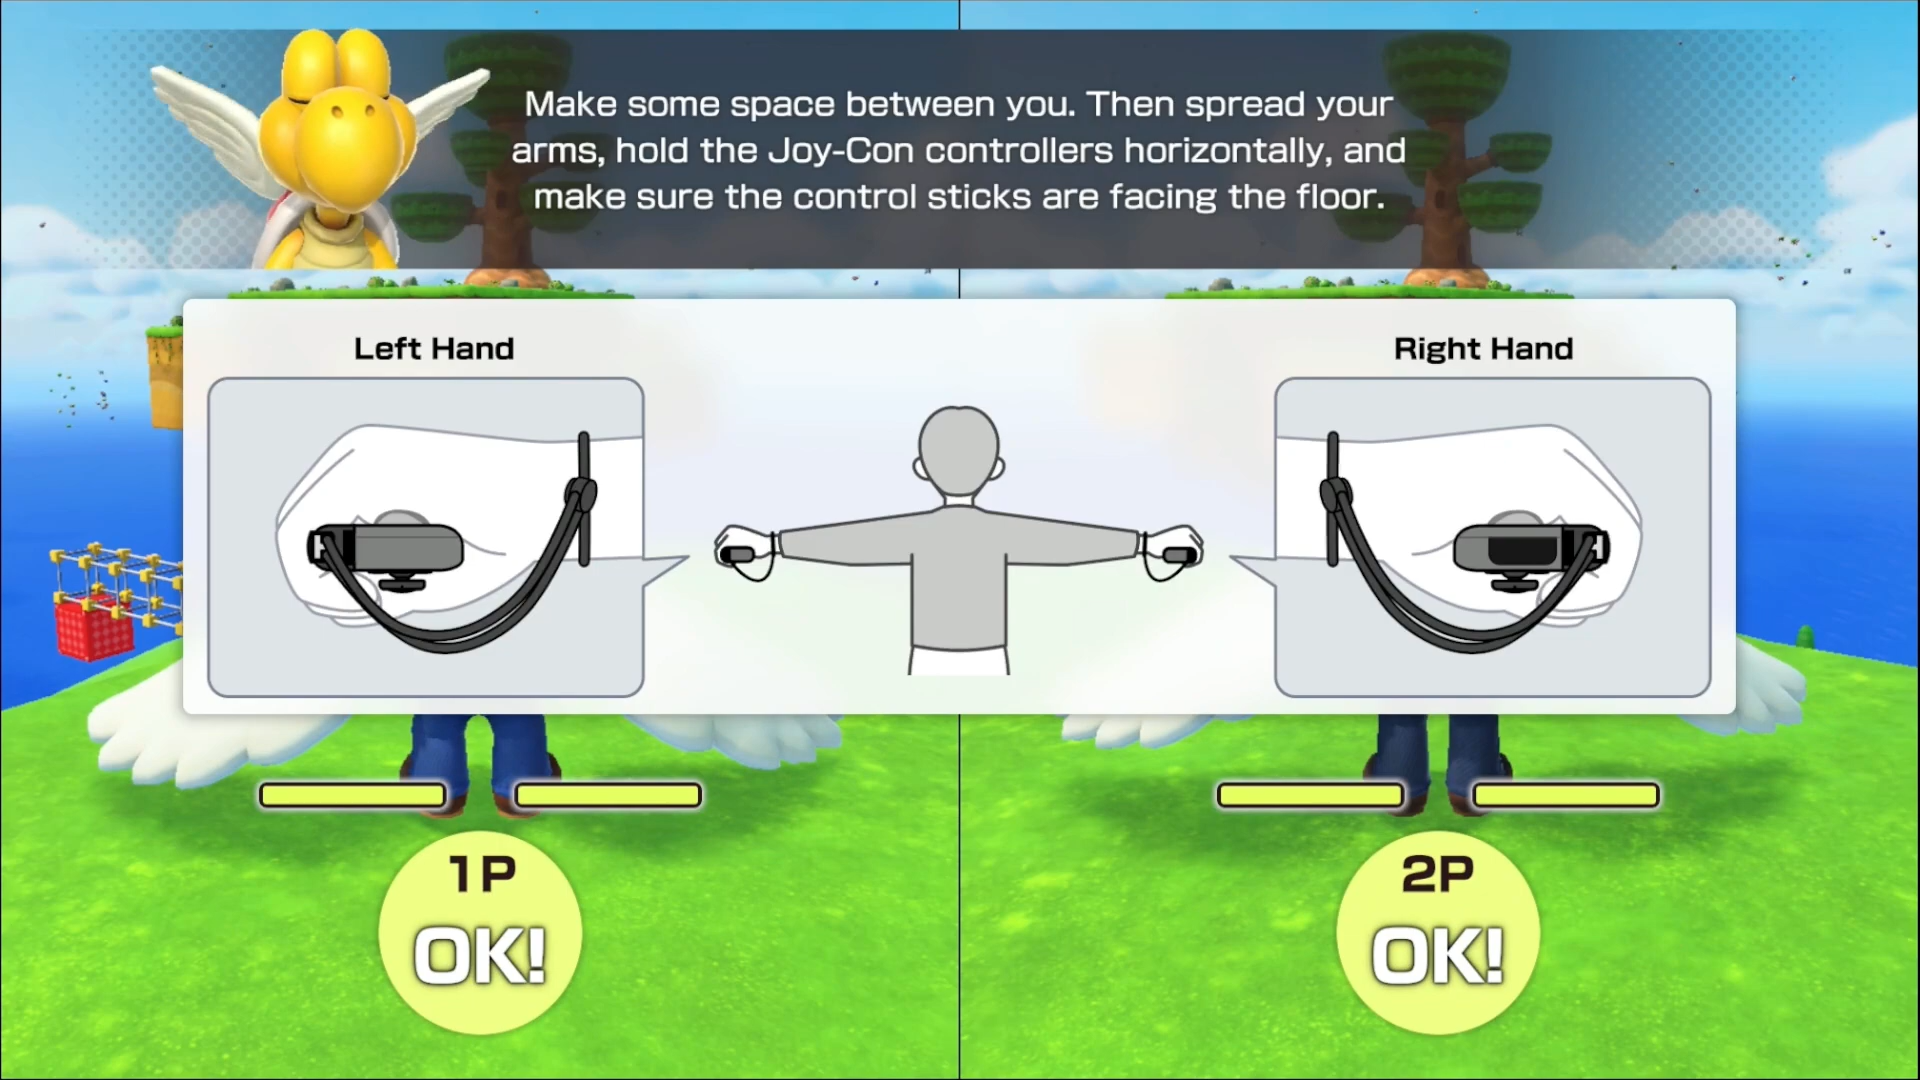 Make some space between you. Then spread your
arms, hold the Joy-Con controllers horizontally, and
make sure the control sticks are facing the floor.
Left Hand
Right Hand
1P
OK!
2P
OK!